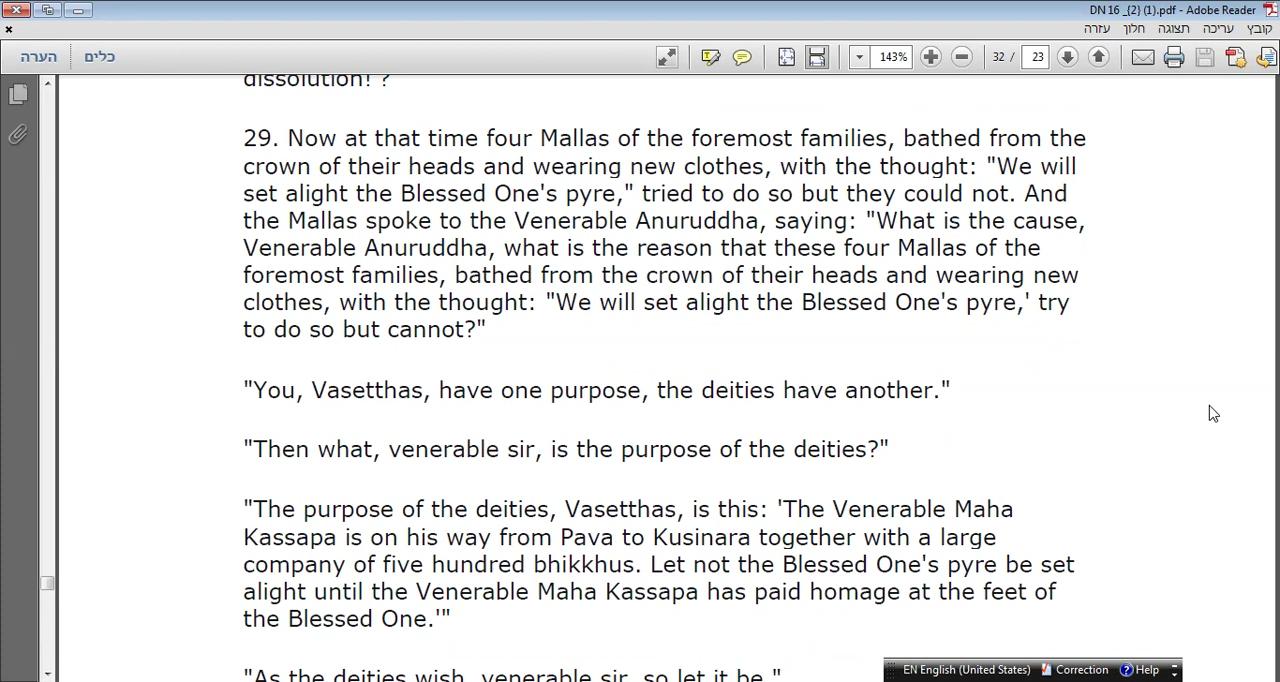 DN 16 _{2} (1).pdf - Adobe Reader
קובץ עריכה תצוגה חלון עזרה
הערה כלים 143% 32 / 23
dissolution! ?
29. Now at that time four Mallas of the foremost families, bathed from the
crown of their heads and wearing new clothes, with the thought: "We will
set alight the Blessed One's pyre," tried to do so but they could not. And
the Mallas spoke to the Venerable Anuruddha, saying: "What is the cause,
Venerable Anuruddha, what is the reason that these four Mallas of the
foremost families, bathed from the crown of their heads and wearing new
clothes, with the thought: "We will set alight the Blessed One's pyre,' try
to do so but cannot?"
"You, Vasetthas, have one purpose, the deities have another."
"Then what, venerable sir, is the purpose of the deities?"
"The purpose of the deities, Vasetthas, is this: 'The Venerable Maha
Kassapa is on his way from Pava to Kusinara together with a large
company of five hundred bhikkhus. Let not the Blessed One's pyre be set
alight until the Venerable Maha Kassapa has paid homage at the feet of
the Blessed One.'"
"As the deities wish, venerable sir, so let it be."
EN English (United States) Correction Help